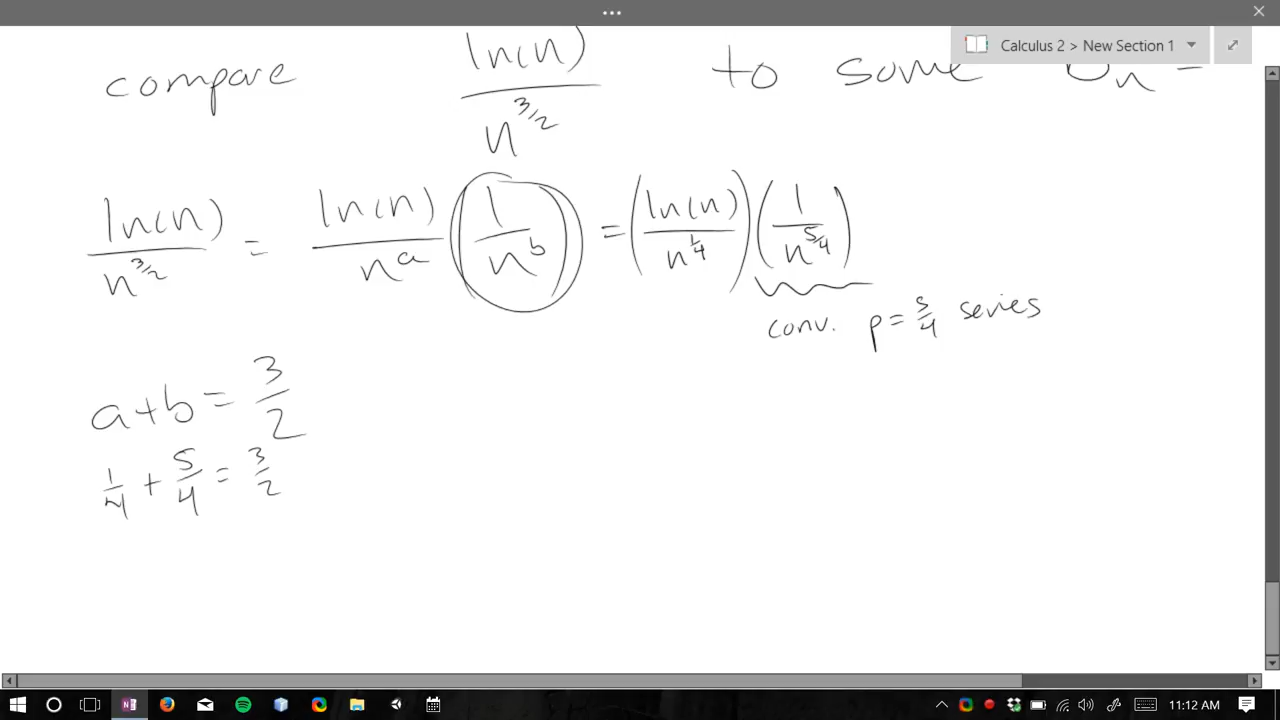 Calculus 2 > New Section 1
compare ln(n)/n^{3/2} to some b_n =
ln(n)/n^{3/2} = ln(n)/n^a (1/n^b) = (ln(n)/n^{1/4})(1/n^{5/4})
conv. p = 5/4 series
a+b = 3/2
1/4 + 5/4 = 3/2
11:12 AM